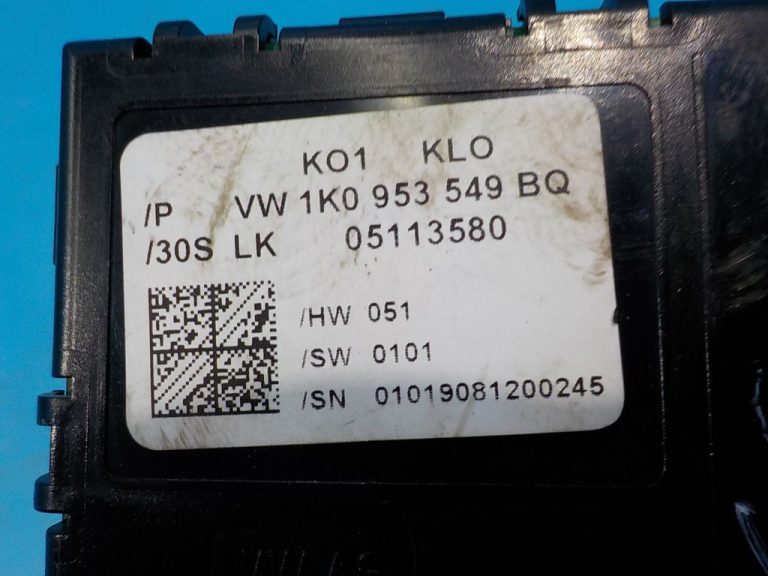 KO1 KLO
/P VW 1K0 953 549 BQ
/30S LK 05113580
/HW 051
/SW 0101
/SN 01019081200245